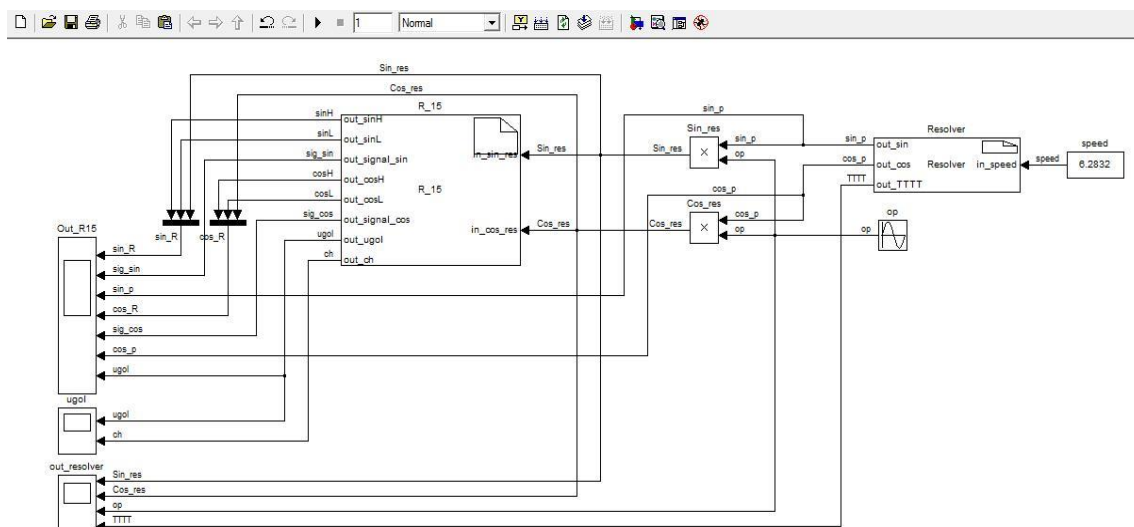 1 Normal
Sin_res
Cos_res
R_15
sin_p
Sin_res
Resolver
speed
sinH out_sinH
sinL out_sinL
sig_sin out_signal_sin
cosH out_cosH
cosL out_cosL
sig_cos out_signal_cos
ugol out_ugol
ch out_ch
R_15
in_sin_res Sin_res
in_cos_res Cos_res
Sin_res × sin_p
op
cos_p
Cos_res
Cos_res × cos_p
op
sin_p out_sin
cos_p out_cos Resolver in_speed speed 6.2832
TTTT out_TTTT
op
op
sin_R cos_R
Out_R15
sin_R
sig_sin
sin_p
cos_R
sig_cos
cos_p
ugol
ugol
ugol
ch
out_resolver
Sin_res
Cos_res
op
TTTT